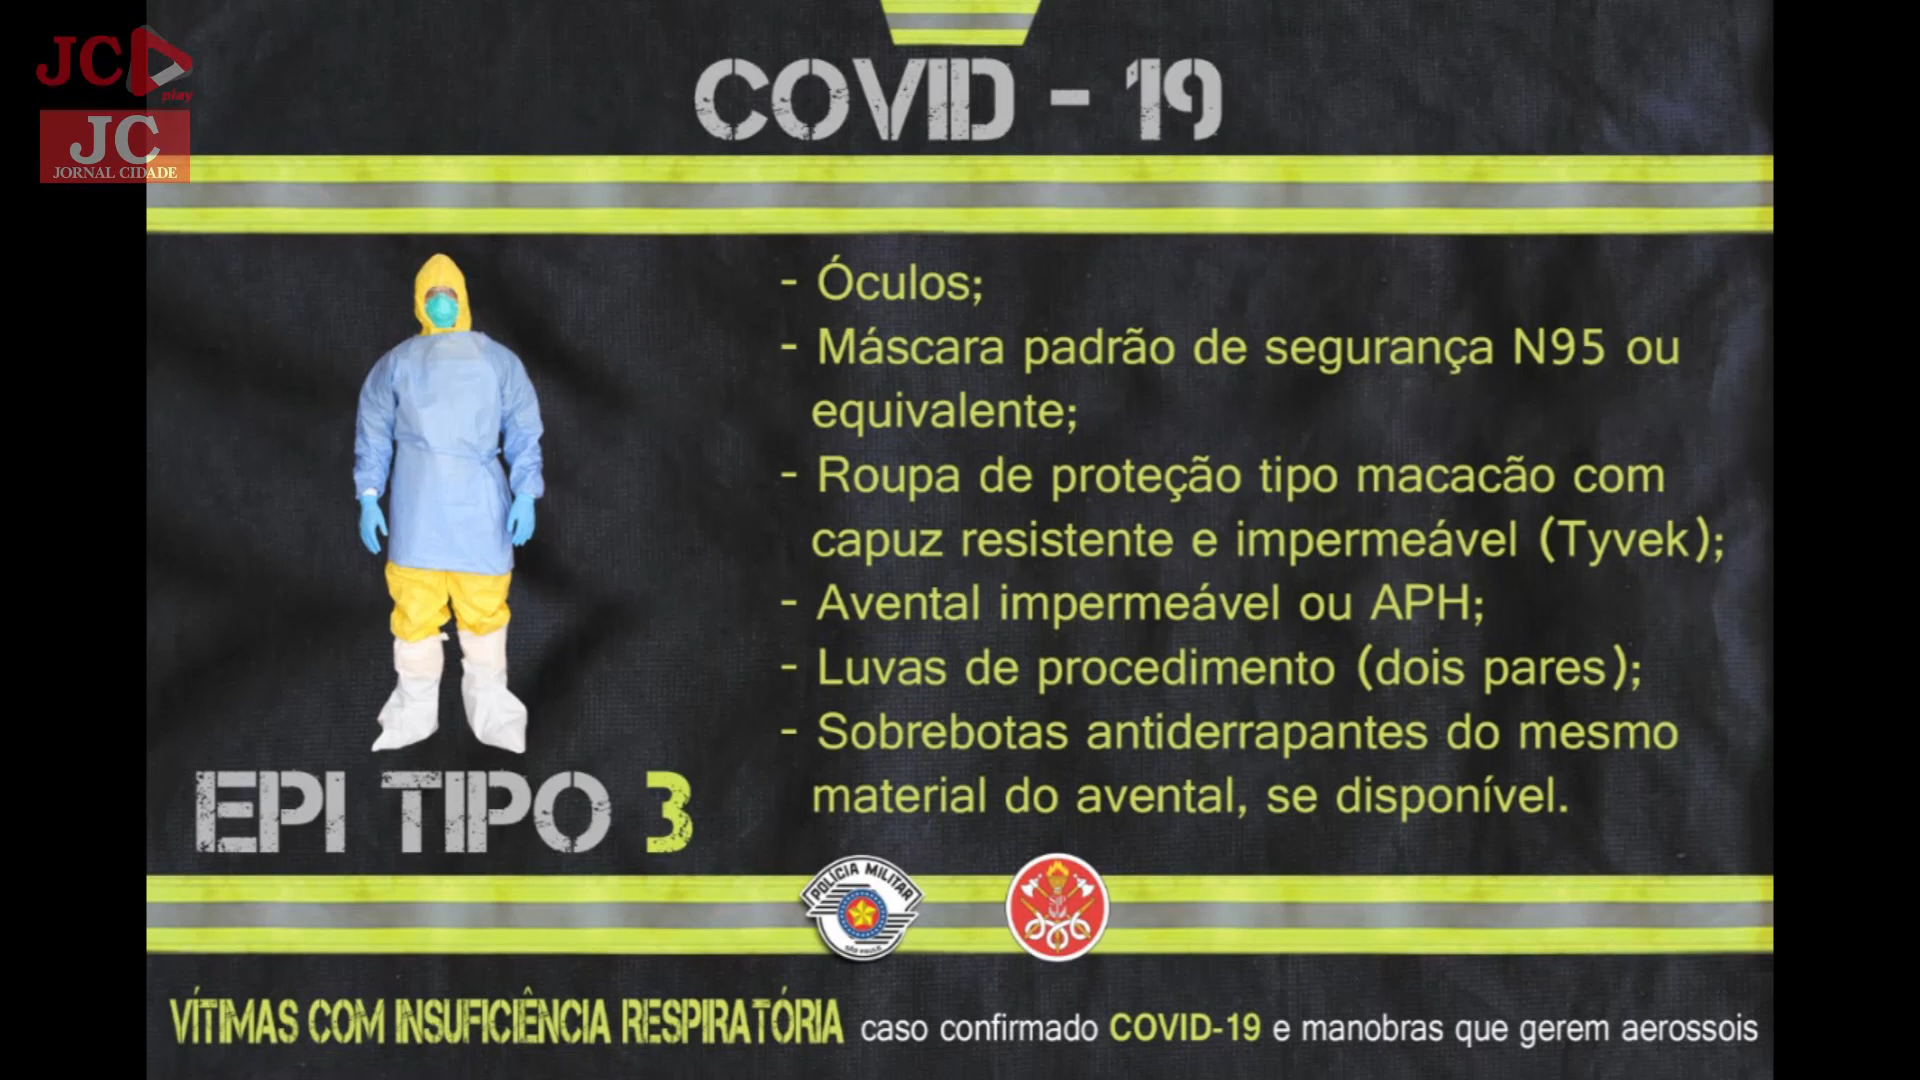 JC
play
JC
JORNAL CIDADE
COVID - 19
- Óculos;
- Máscara padrão de segurança N95 ou
equivalente;
- Roupa de proteção tipo macacão com
capuz resistente e impermeável (Tyvek);
- Avental impermeável ou APH;
- Luvas de procedimento (dois pares);
- Sobrebotas antiderrapantes do mesmo
material do avental, se disponível.
EPI TIPO 3
POLÍCIA MILITAR
SÃO PAULO
VÍTIMAS COM INSUFICIÊNCIA RESPIRATÓRIA caso confirmado COVID-19 e manobras que gerem aerossois